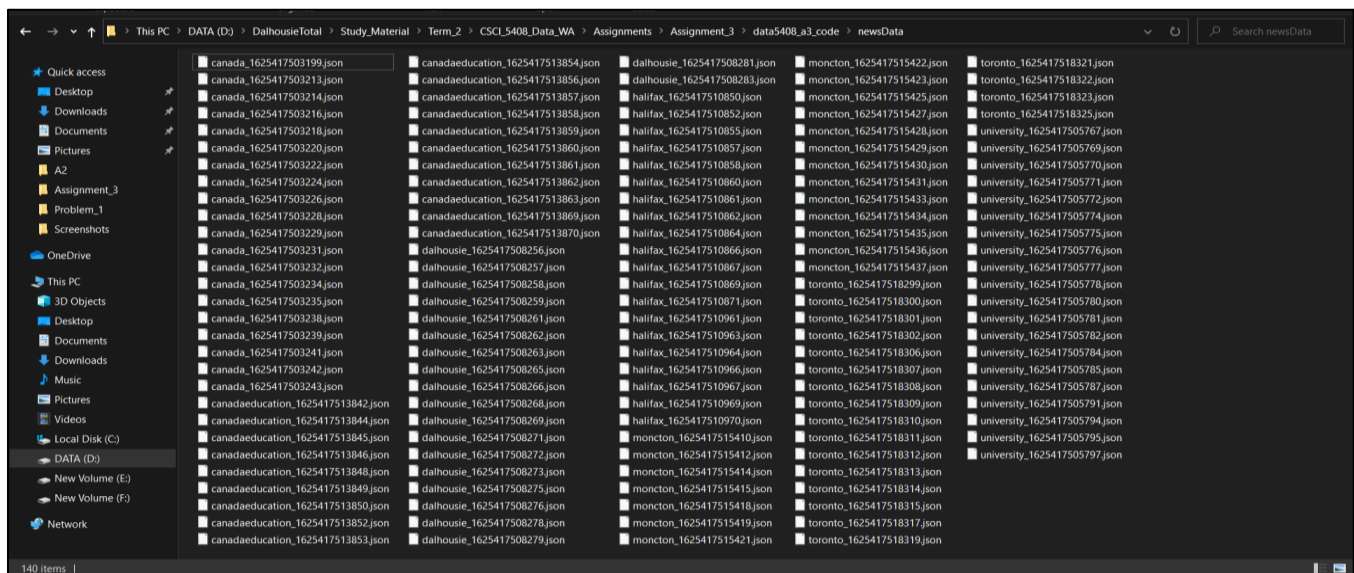 This PC > DATA (D:) > DalhousieTotal > Study_Material > Term_2 > CSCI_5408_Data_WA > Assignments > Assignment_3 > data5408_a3_code > newsData
Search newsData
Quick access
Desktop
Downloads
Documents
Pictures
A2
Assignment_3
Problem_1
Screenshots
OneDrive
This PC
3D Objects
Desktop
Documents
Downloads
Music
Pictures
Videos
Local Disk (C:)
DATA (D:)
New Volume (E:)
New Volume (F:)
Network
canada_1625417503199.json
canada_1625417503213.json
canada_1625417503214.json
canada_1625417503216.json
canada_1625417503218.json
canada_1625417503220.json
canada_1625417503222.json
canada_1625417503224.json
canada_1625417503226.json
canada_1625417503228.json
canada_1625417503229.json
canada_1625417503231.json
canada_1625417503232.json
canada_1625417503234.json
canada_1625417503235.json
canada_1625417503238.json
canada_1625417503239.json
canada_1625417503241.json
canada_1625417503242.json
canada_1625417503243.json
canadaeducation_1625417513842.json
canadaeducation_1625417513844.json
canadaeducation_1625417513845.json
canadaeducation_1625417513846.json
canadaeducation_1625417513848.json
canadaeducation_1625417513849.json
canadaeducation_1625417513850.json
canadaeducation_1625417513852.json
canadaeducation_1625417513853.json
canadaeducation_1625417513854.json
canadaeducation_1625417513856.json
canadaeducation_1625417513857.json
canadaeducation_1625417513858.json
canadaeducation_1625417513859.json
canadaeducation_1625417513860.json
canadaeducation_1625417513861.json
canadaeducation_1625417513862.json
canadaeducation_1625417513863.json
canadaeducation_1625417513869.json
canadaeducation_1625417513870.json
dalhousie_1625417508256.json
dalhousie_1625417508257.json
dalhousie_1625417508258.json
dalhousie_1625417508259.json
dalhousie_1625417508261.json
dalhousie_1625417508262.json
dalhousie_1625417508263.json
dalhousie_1625417508265.json
dalhousie_1625417508266.json
dalhousie_1625417508268.json
dalhousie_1625417508269.json
dalhousie_1625417508271.json
dalhousie_1625417508272.json
dalhousie_1625417508273.json
dalhousie_1625417508275.json
dalhousie_1625417508276.json
dalhousie_1625417508278.json
dalhousie_1625417508279.json
dalhousie_1625417508281.json
dalhousie_1625417508283.json
halifax_1625417510850.json
halifax_1625417510852.json
halifax_1625417510855.json
halifax_1625417510857.json
halifax_1625417510858.json
halifax_1625417510860.json
halifax_1625417510861.json
halifax_1625417510862.json
halifax_1625417510864.json
halifax_1625417510866.json
halifax_1625417510867.json
halifax_1625417510869.json
halifax_1625417510871.json
halifax_1625417510961.json
halifax_1625417510963.json
halifax_1625417510964.json
halifax_1625417510966.json
halifax_1625417510967.json
halifax_1625417510969.json
halifax_1625417510970.json
moncton_1625417515410.json
moncton_1625417515412.json
moncton_1625417515414.json
moncton_1625417515415.json
moncton_1625417515418.json
moncton_1625417515419.json
moncton_1625417515421.json
moncton_1625417515422.json
moncton_1625417515423.json
moncton_1625417515425.json
moncton_1625417515427.json
moncton_1625417515428.json
moncton_1625417515429.json
moncton_1625417515430.json
moncton_1625417515431.json
moncton_1625417515433.json
moncton_1625417515434.json
moncton_1625417515435.json
moncton_1625417515436.json
moncton_1625417515437.json
toronto_1625417518299.json
toronto_1625417518300.json
toronto_1625417518301.json
toronto_1625417518302.json
toronto_1625417518306.json
toronto_1625417518307.json
toronto_1625417518308.json
toronto_1625417518309.json
toronto_1625417518310.json
toronto_1625417518311.json
toronto_1625417518312.json
toronto_1625417518313.json
toronto_1625417518314.json
toronto_1625417518315.json
toronto_1625417518317.json
toronto_1625417518319.json
toronto_1625417518321.json
toronto_1625417518322.json
toronto_1625417518323.json
toronto_1625417518325.json
university_1625417505767.json
university_1625417505769.json
university_1625417505770.json
university_1625417505771.json
university_1625417505772.json
university_1625417505774.json
university_1625417505775.json
university_1625417505776.json
university_1625417505777.json
university_1625417505778.json
university_1625417505780.json
university_1625417505781.json
university_1625417505782.json
university_1625417505784.json
university_1625417505785.json
university_1625417505787.json
university_1625417505791.json
university_1625417505794.json
university_1625417505795.json
university_1625417505797.json
140 items